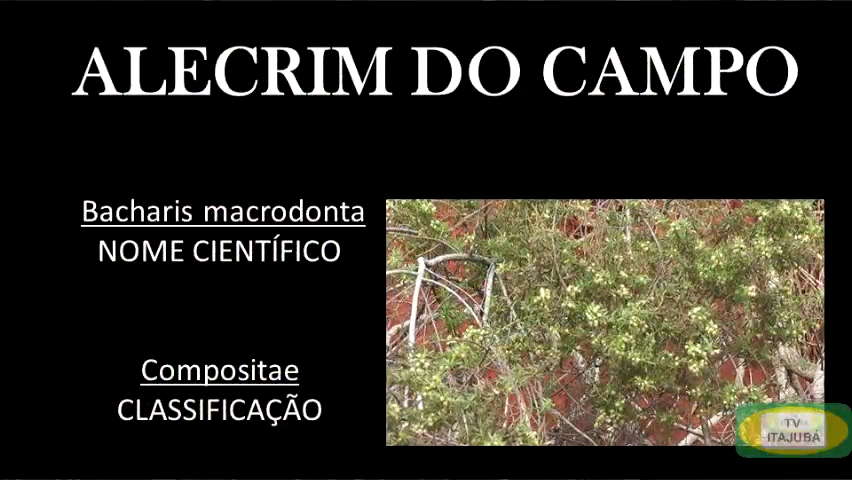 ALECRIM DO CAMPO
Bacharis macrodonta
NOME CIENTÍFICO
Compositae
CLASSIFICAÇÃO
TV
ITAJUBÁ